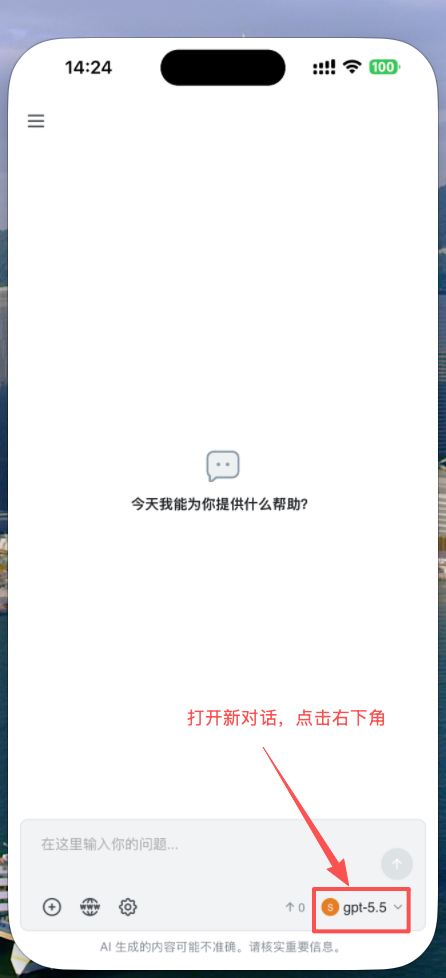 14:24
100
今天我能为你提供什么帮助?
打开新对话，点击右下角
在这里输入你的问题...
WWW
0
S
gpt-5.5
AI 生成的内容可能不准确。请核实重要信息。